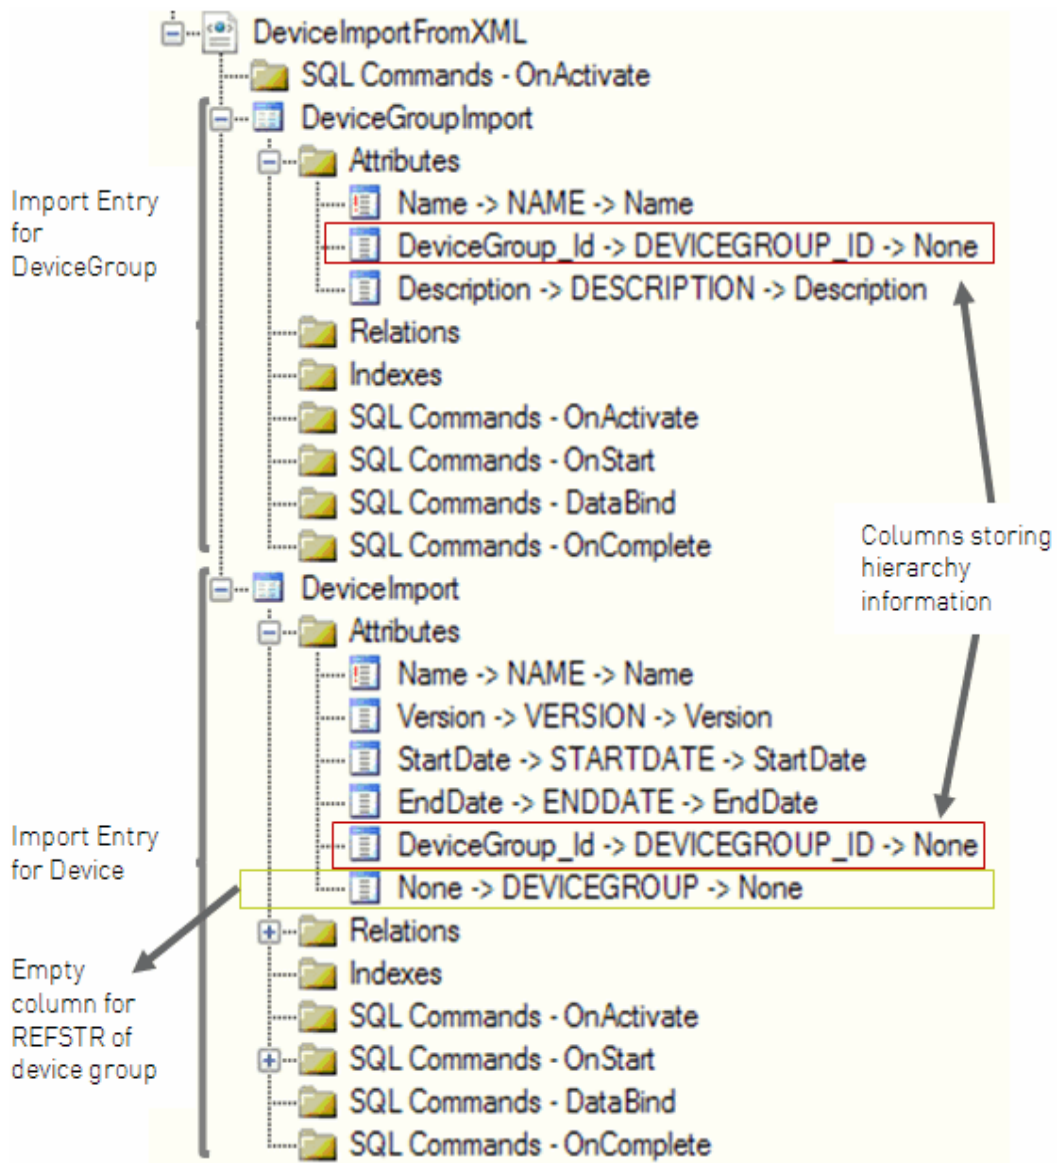 DeviceImportFromXML
SQL Commands - OnActivate
DeviceGroupImport
Attributes
Name -> NAME -> Name
DeviceGroup_Id -> DEVICEGROUP_ID -> None
Description -> DESCRIPTION -> Description
Relations
Indexes
SQL Commands - OnActivate
SQL Commands - OnStart
SQL Commands - DataBind
SQL Commands - OnComplete
Import Entry
for
DeviceGroup
Columns storing
hierarchy
information
DeviceImport
Attributes
Name -> NAME -> Name
Version -> VERSION -> Version
StartDate -> STARTDATE -> StartDate
EndDate -> ENDDATE -> EndDate
DeviceGroup_Id -> DEVICEGROUP_ID -> None
None -> DEVICEGROUP -> None
Relations
Indexes
SQL Commands - OnActivate
SQL Commands - OnStart
SQL Commands - DataBind
SQL Commands - OnComplete
Import Entry
for Device
Empty
column for
REFSTR of
device group